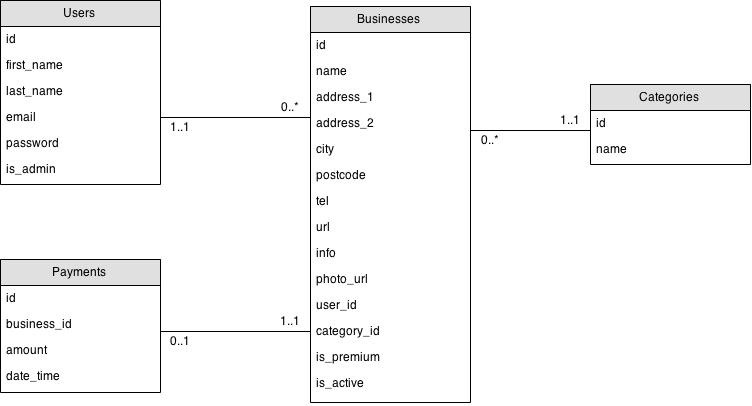 Users
id
first_name
last_name
email
password
is_admin
1..1
0..*
Businesses
id
name
address_1
address_2
city
postcode
tel
url
info
photo_url
user_id
category_id
is_premium
is_active
0..*
1..1
Categories
id
name
Payments
id
business_id
amount
date_time
0..1
1..1